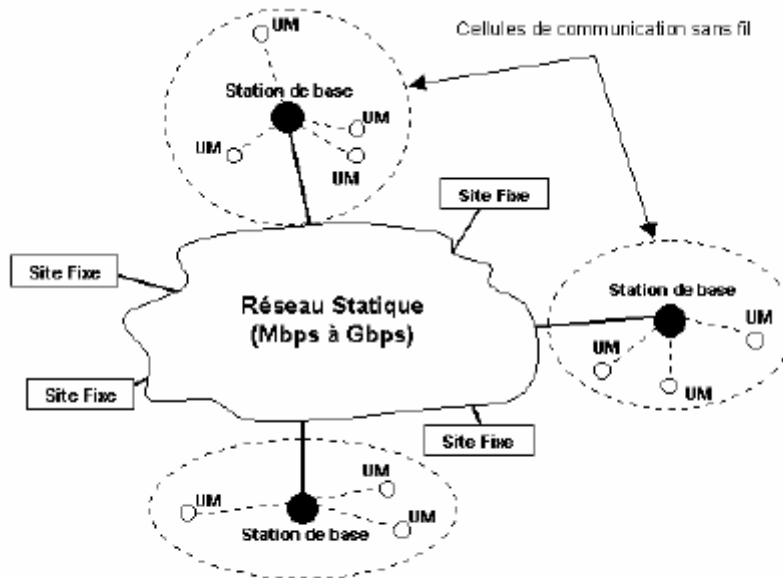 UM
Cellules de communication sans fil
Station de base
UM
UM
UM
Site Fixe
Site Fixe
Station de base
Réseau Statique
(Mbps à Gbps)
UM
UM
UM
Site Fixe
Site Fixe
UM
UM
UM
Station de base